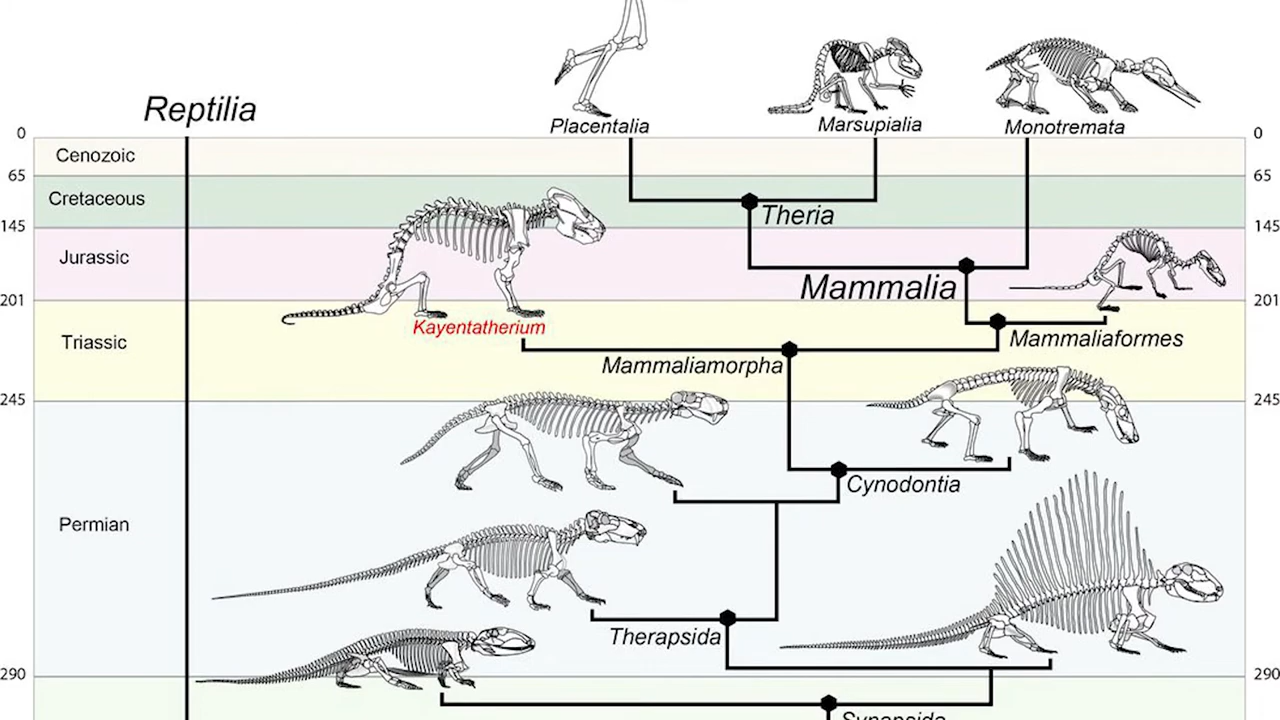 Reptilia
Placentalia
Marsupialia
Monotremata
0
0
Cenozoic
65
65
Cretaceous
Theria
145
145
Jurassic
Mammalia
201
201
Kayentatherium
Triassic
Mammaliaformes
Mammaliamorpha
245
245
Cynodontia
Permian
Therapsida
290
290
Synapsida